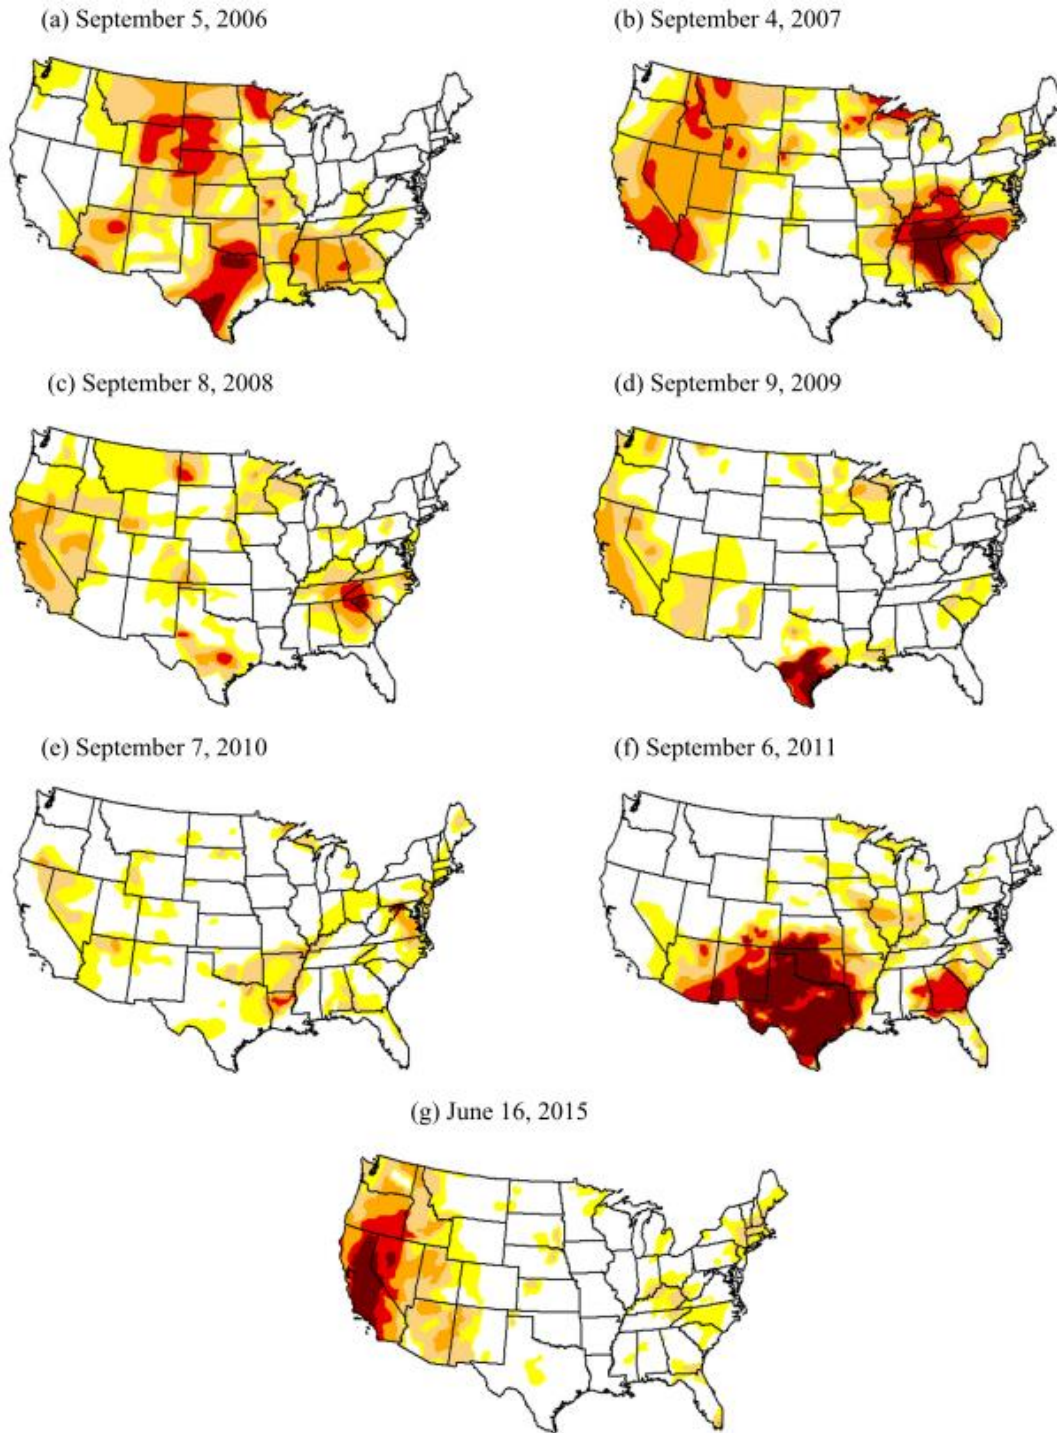 (a) September 5, 2006
(b) September 4, 2007
(c) September 8, 2008
(d) September 9, 2009
(e) September 7, 2010
(f) September 6, 2011
(g) June 16, 2015